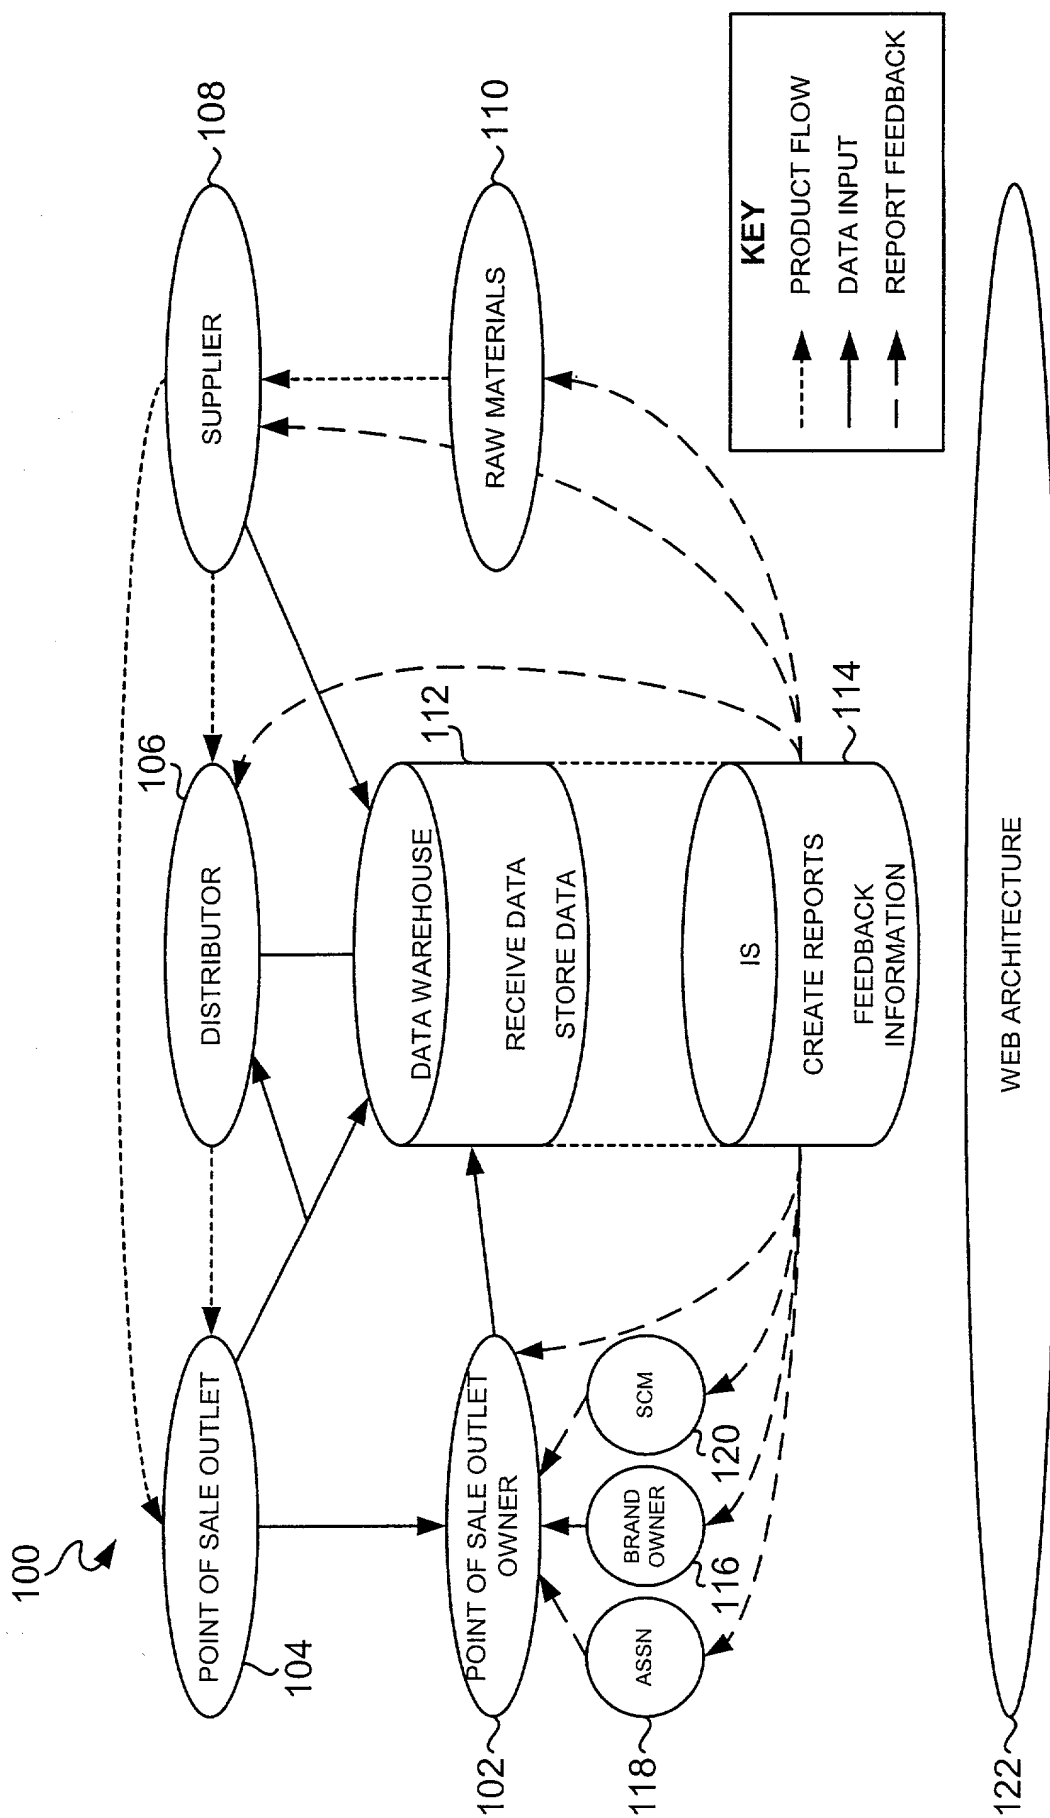 100
104
POINT OF SALE OUTLET
106
DISTRIBUTOR
108
SUPPLIER
102
POINT OF SALE OUTLET
OWNER
112
DATA WAREHOUSE
RECEIVE DATA
STORE DATA
110
RAW MATERIALS
118
ASSN
116
BRAND
OWNER
120
SCM
114
IS
CREATE REPORTS
FEEDBACK
INFORMATION
KEY
PRODUCT FLOW
DATA INPUT
REPORT FEEDBACK
122
WEB ARCHITECTURE